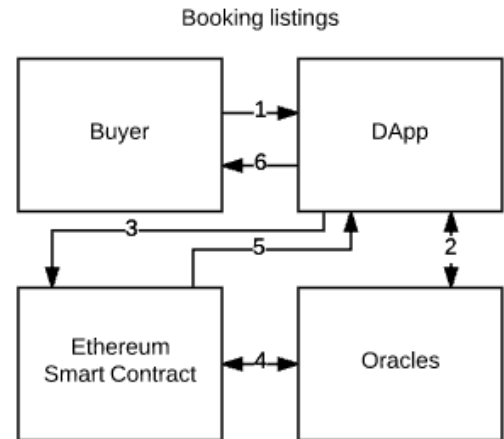 Booking listings
Buyer
1
DApp
6
3
5
2
Ethereum
Smart Contract
4
Oracles